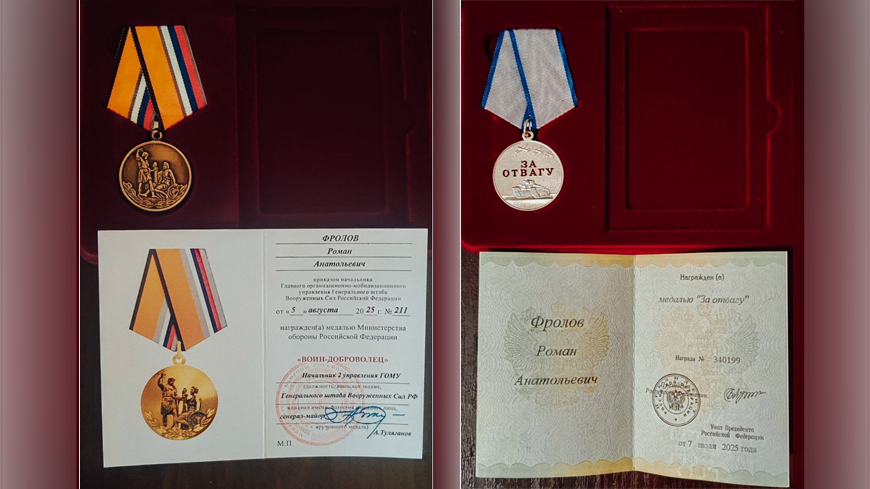 ФРОЛОВ
Роман
Анатольевич
приказом начальника
Главного организационно-мобилизационного
управления Генерального штаба
Вооруженных Сил Российской Федерации
от «5» августа 2025 г. № 211
награжден(а) медалью Министерства
обороны Российской Федерации
«ВОИН-ДОБРОВОЛЕЦ»
Начальник 2 управления ГОМУ
Генерального штаба Вооруженных Сил РФ
генерал-майор
А.Туляганов
М.П.
ЗА
ОТВАГУ
Фролов
Роман
Анатольевич
Награжден (а)
медалью "За отвагу"
Награда № 340199
Указ Президента
Российской Федерации
от 7 июля 2025 года